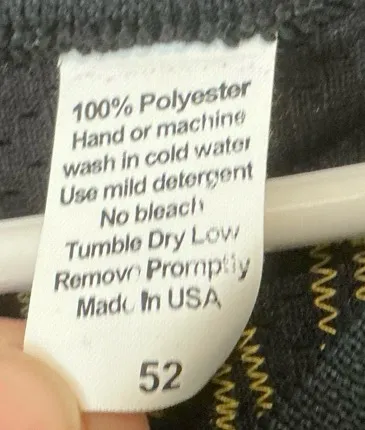 100% Polyester
Hand or machine
wash in cold water
Use mild detergent
No bleach
Tumble Dry Low
Remove Promptly
Made In USA
52